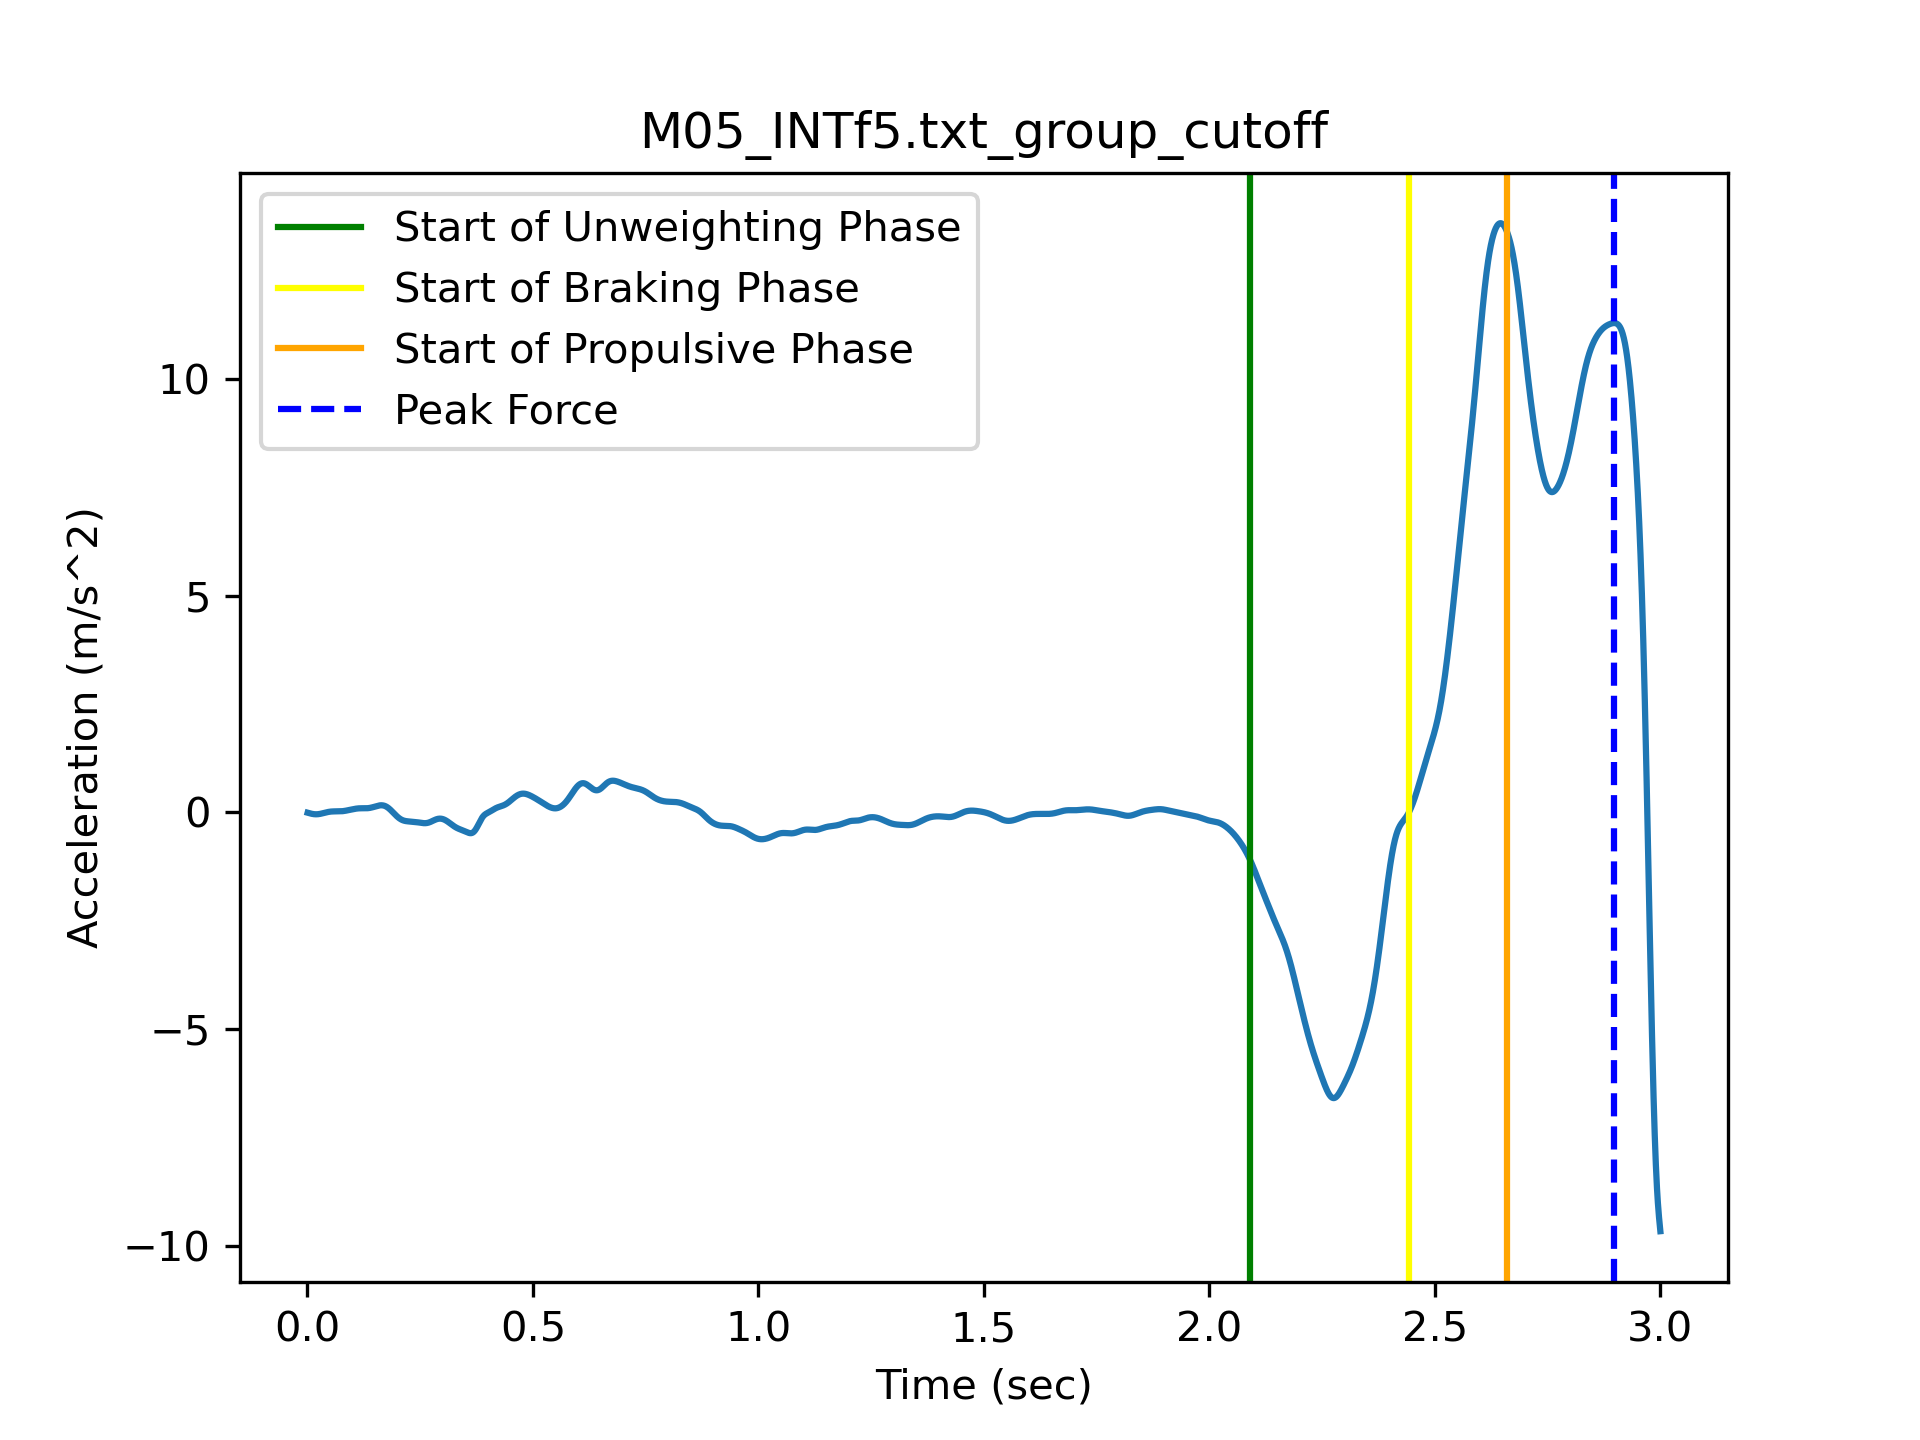 M05_INTf5.txt_group_cutoff
Start of Unweighting Phase
Start of Braking Phase
Start of Propulsive Phase
Peak Force
Acceleration (m/s^2)
10
5
0
−5
−10
0.0 0.5 1.0 1.5 2.0 2.5 3.0
Time (sec)